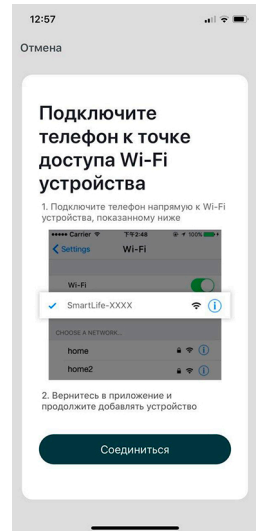 12:57
Отмена
Подключите
телефон к точке
доступа Wi-Fi
устройства
1. Подключите телефон напрямую к Wi-Fi
устройства, показанному ниже
Carrier 下午2:48 100%
Settings Wi-Fi
Wi-Fi
SmartLife-XXXX
CHOOSE A NETWORK...
home
home2
2. Вернитесь в приложение и
продолжите добавлять устройство
Соединиться